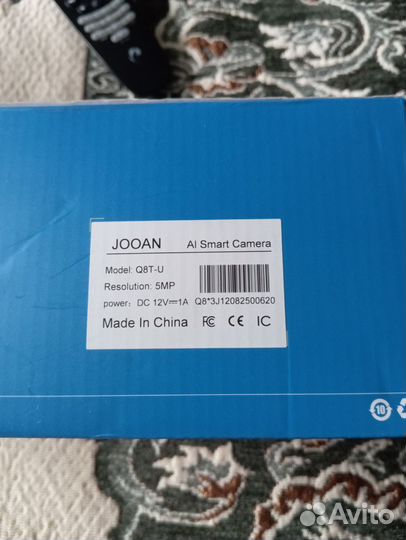 JOOAN AI Smart Camera
Model: Q8T-U
Resolution: 5MP
power: DC 12V⎓1A Q8*3J12082500620
Made In China FC CE IC
10
Avito